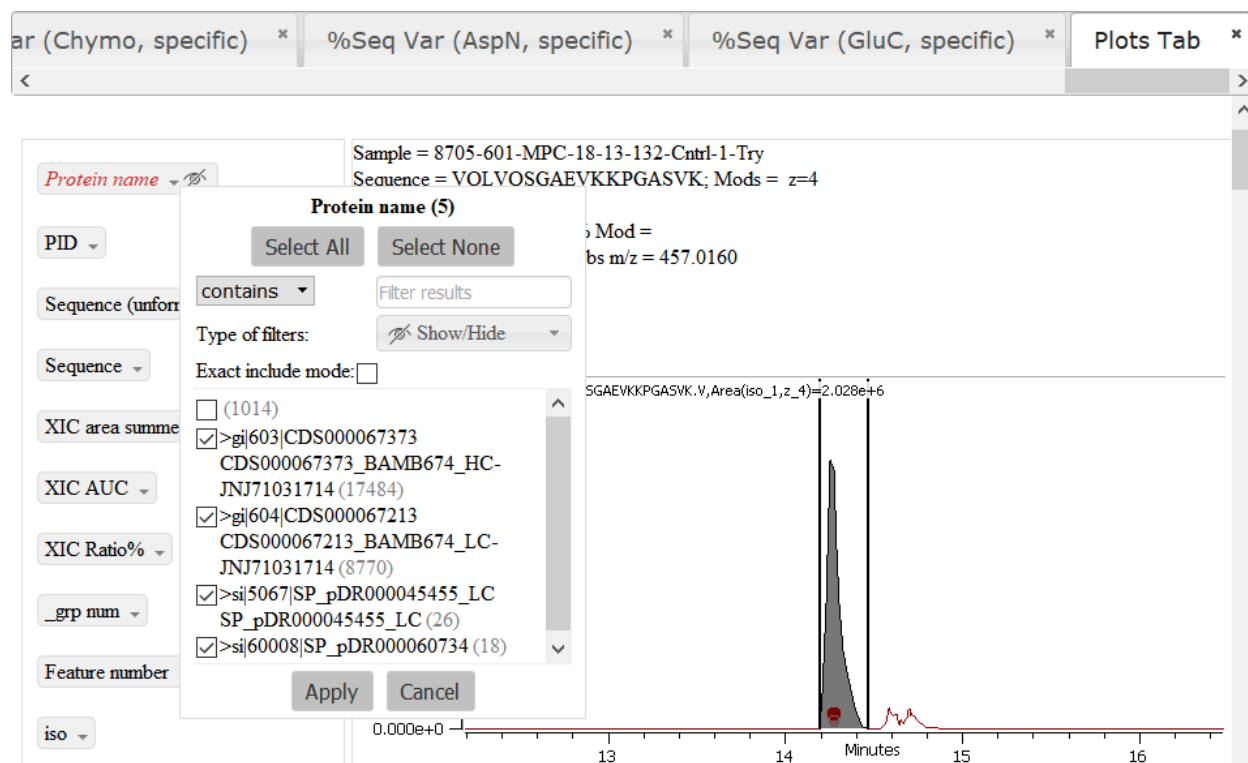 ar (Chymo, specific) ×
%Seq Var (AspN, specific) ×
%Seq Var (GluC, specific) ×
Plots Tab ×
Protein name
PID
Sequence (unforr
Sequence
XIC area summe
XIC AUC
XIC Ratio%
_grp num
Feature number
iso
Protein name (5)
Select All
Select None
contains
Filter results
Type of filters:
Show/Hide
Exact include mode:
(1014)
>gi|603|CDS000067373
CDS000067373_BAMB674_HC-
JNJ71031714 (17484)
>gi|604|CDS000067213
CDS000067213_BAMB674_LC-
JNJ71031714 (8770)
>si|5067|SP_pDR000045455_LC
SP_pDR000045455_LC (26)
>si|60008|SP_pDR000060734 (18)
Apply
Cancel
Sample = 8705-601-MPC-18-13-132-Cntrl-1-Try
Sequence = VOLVOSGAEVKKPGASVK; Mods = z=4
% Mod =
bs m/z = 457.0160
SGAEVKKPGASVK.V,Area(iso_1,z_4)=2.028e+6
0.000e+0
13 14 15 16
Minutes